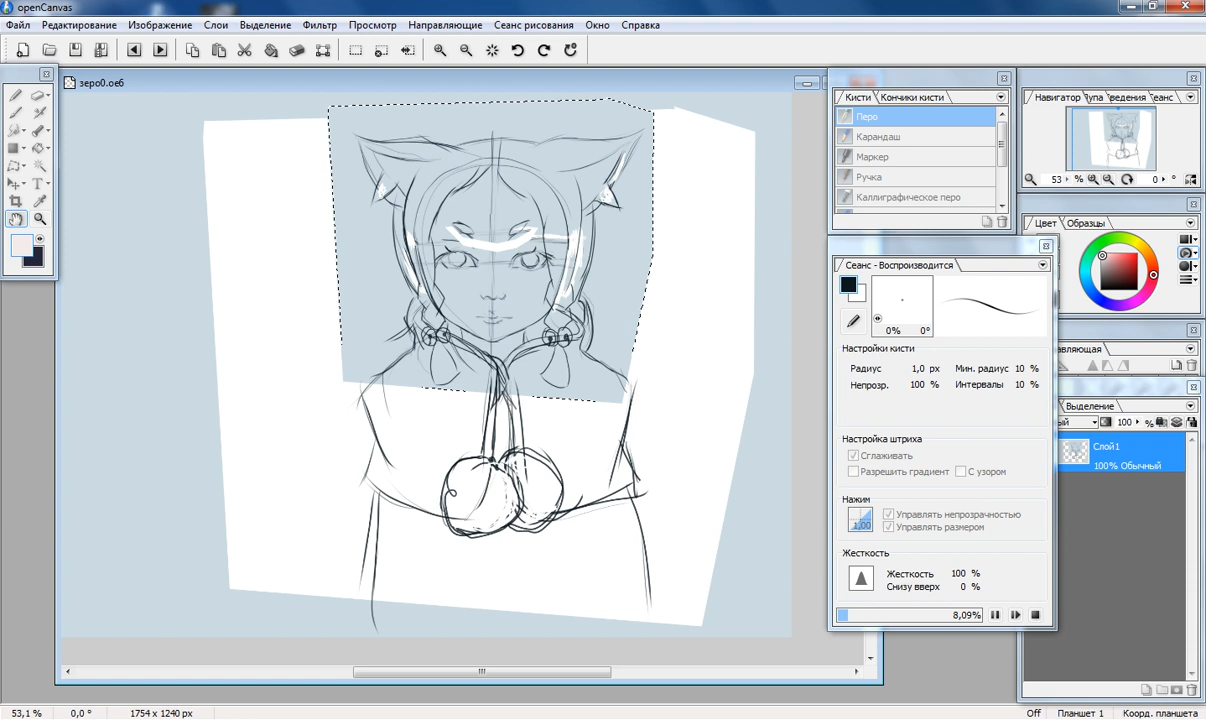 openCanvas
Файл Редактирование Изображение Слои Выделение Фильтр Просмотр Направляющие Сеанс рисования Окно Справка
зеро0.oe6
Кисти Кончики кисти
Перо
Карандаш
Маркер
Ручка
Каллиграфическое перо
Навигатор
53 % 0 °
Цвет Образцы
Сеанс - Воспроизводится
0% 0°
Настройки кисти
Радиус 1,0 px Мин. радиус 10 %
Непрозр. 100 % Интервалы 10 %
Настройка штриха
Сглаживать
Разрешить градиент С узором
Нажим
1,00
Управлять непрозрачностью
Управлять размером
Жесткость
Жесткость 100 %
Снизу вверх 0 %
8,09%
Выделение
100 %
Слой1
100% Обычный
53,1 % 0,0 ° 1754 x 1240 px Off Планшет 1 Коорд. планшета